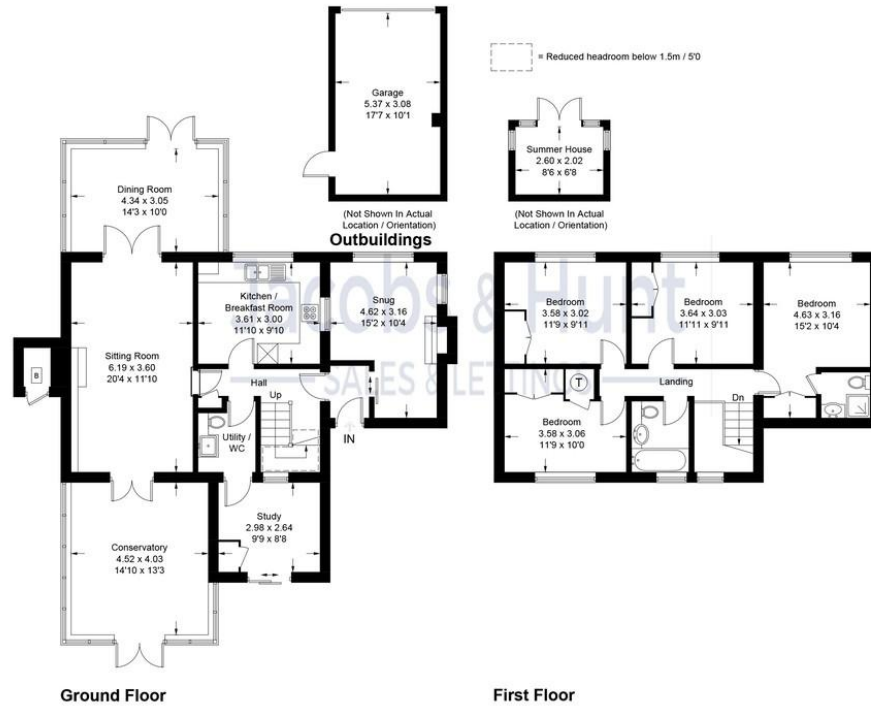 Garage
5.37 x 3.08
17'7 x 10'1
= Reduced headroom below 1.5m / 5'0
Summer House
2.60 x 2.02
8'6 x 6'8
(Not Shown In Actual
Location / Orientation)
(Not Shown In Actual
Location / Orientation)
Outbuildings
Dining Room
4.34 x 3.05
14'3 x 10'0
Jacobs & Hunt
SALES & LETTINGS
Kitchen /
Breakfast Room
3.61 x 3.00
11'10 x 9'10
Snug
4.62 x 3.16
15'2 x 10'4
Sitting Room
6.19 x 3.60
20'4 x 11'10
B
Hall
Up
Utility /
WC
IN
Study
2.98 x 2.64
9'9 x 8'8
Conservatory
4.52 x 4.03
14'10 x 13'3
Ground Floor
Bedroom
3.58 x 3.02
11'9 x 9'11
Bedroom
3.64 x 3.03
11'11 x 9'11
Bedroom
4.63 x 3.16
15'2 x 10'4
T
Landing
Dn
Bedroom
3.58 x 3.06
11'9 x 10'0
First Floor